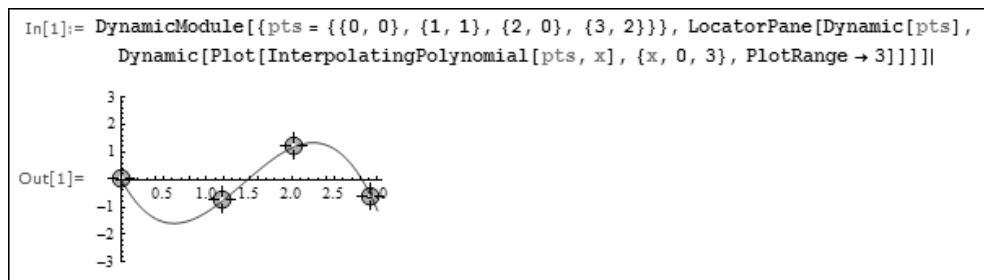 In[1]:= DynamicModule[{pts = {{0, 0}, {1, 1}, {2, 0}, {3, 2}}}, LocatorPane[Dynamic[pts],
Dynamic[Plot[InterpolatingPolynomial[pts, x], {x, 0, 3}, PlotRange → 3]]]]
3
2
1
Out[1]=
0.5 1.0 1.5 2.0 2.5 3.0
-1
-2
-3